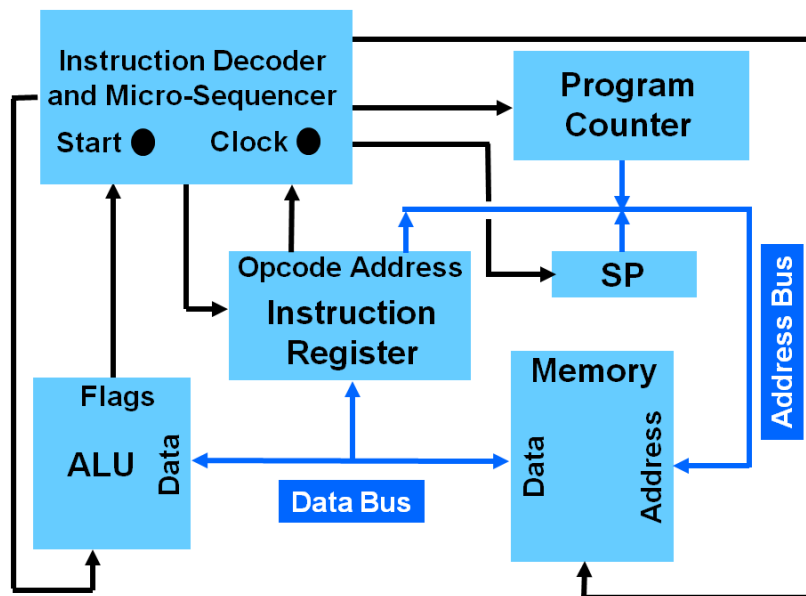 Instruction Decoder
and Micro-Sequencer
Start
Clock
Program
Counter
Opcode Address
Instruction
Register
SP
Address Bus
Flags
ALU
Data
Data Bus
Memory
Data
Address